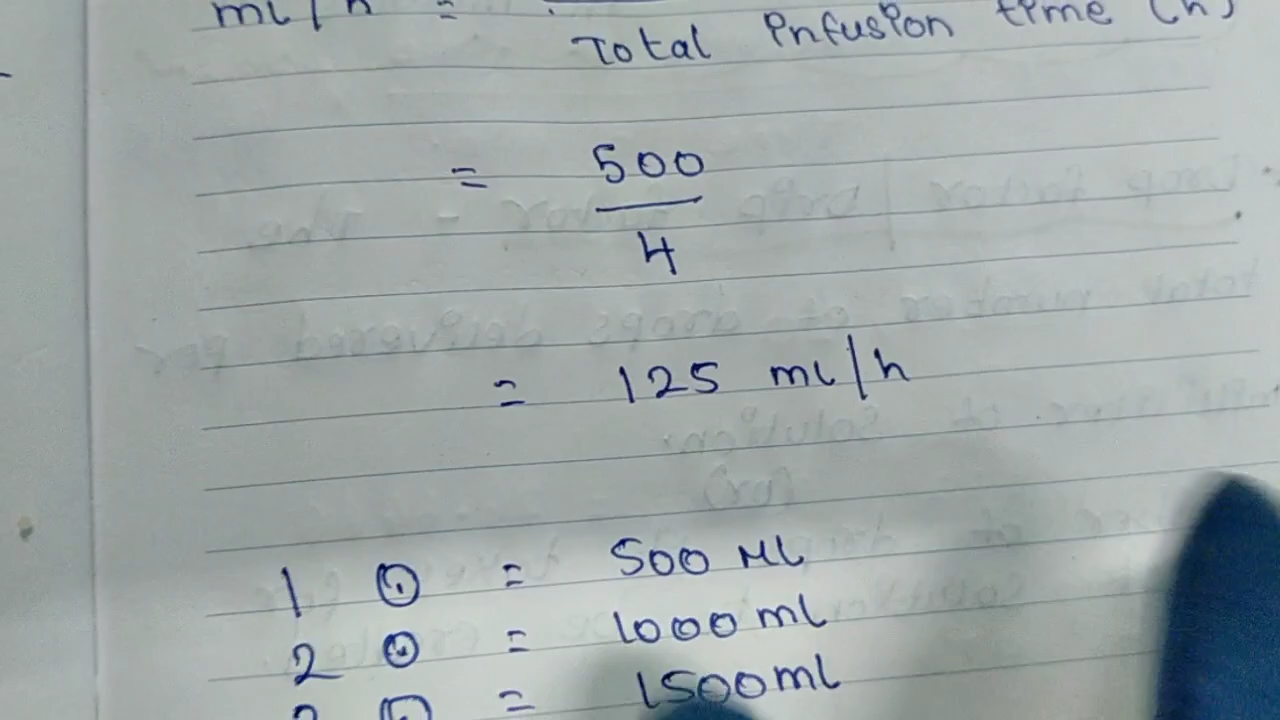 ml/h =
Total Infusion time (h)
= 500
4
= 125 ml/h
1 ⊙ = 500 ML
2 ⊙ = 1000 ml
= 1500ml